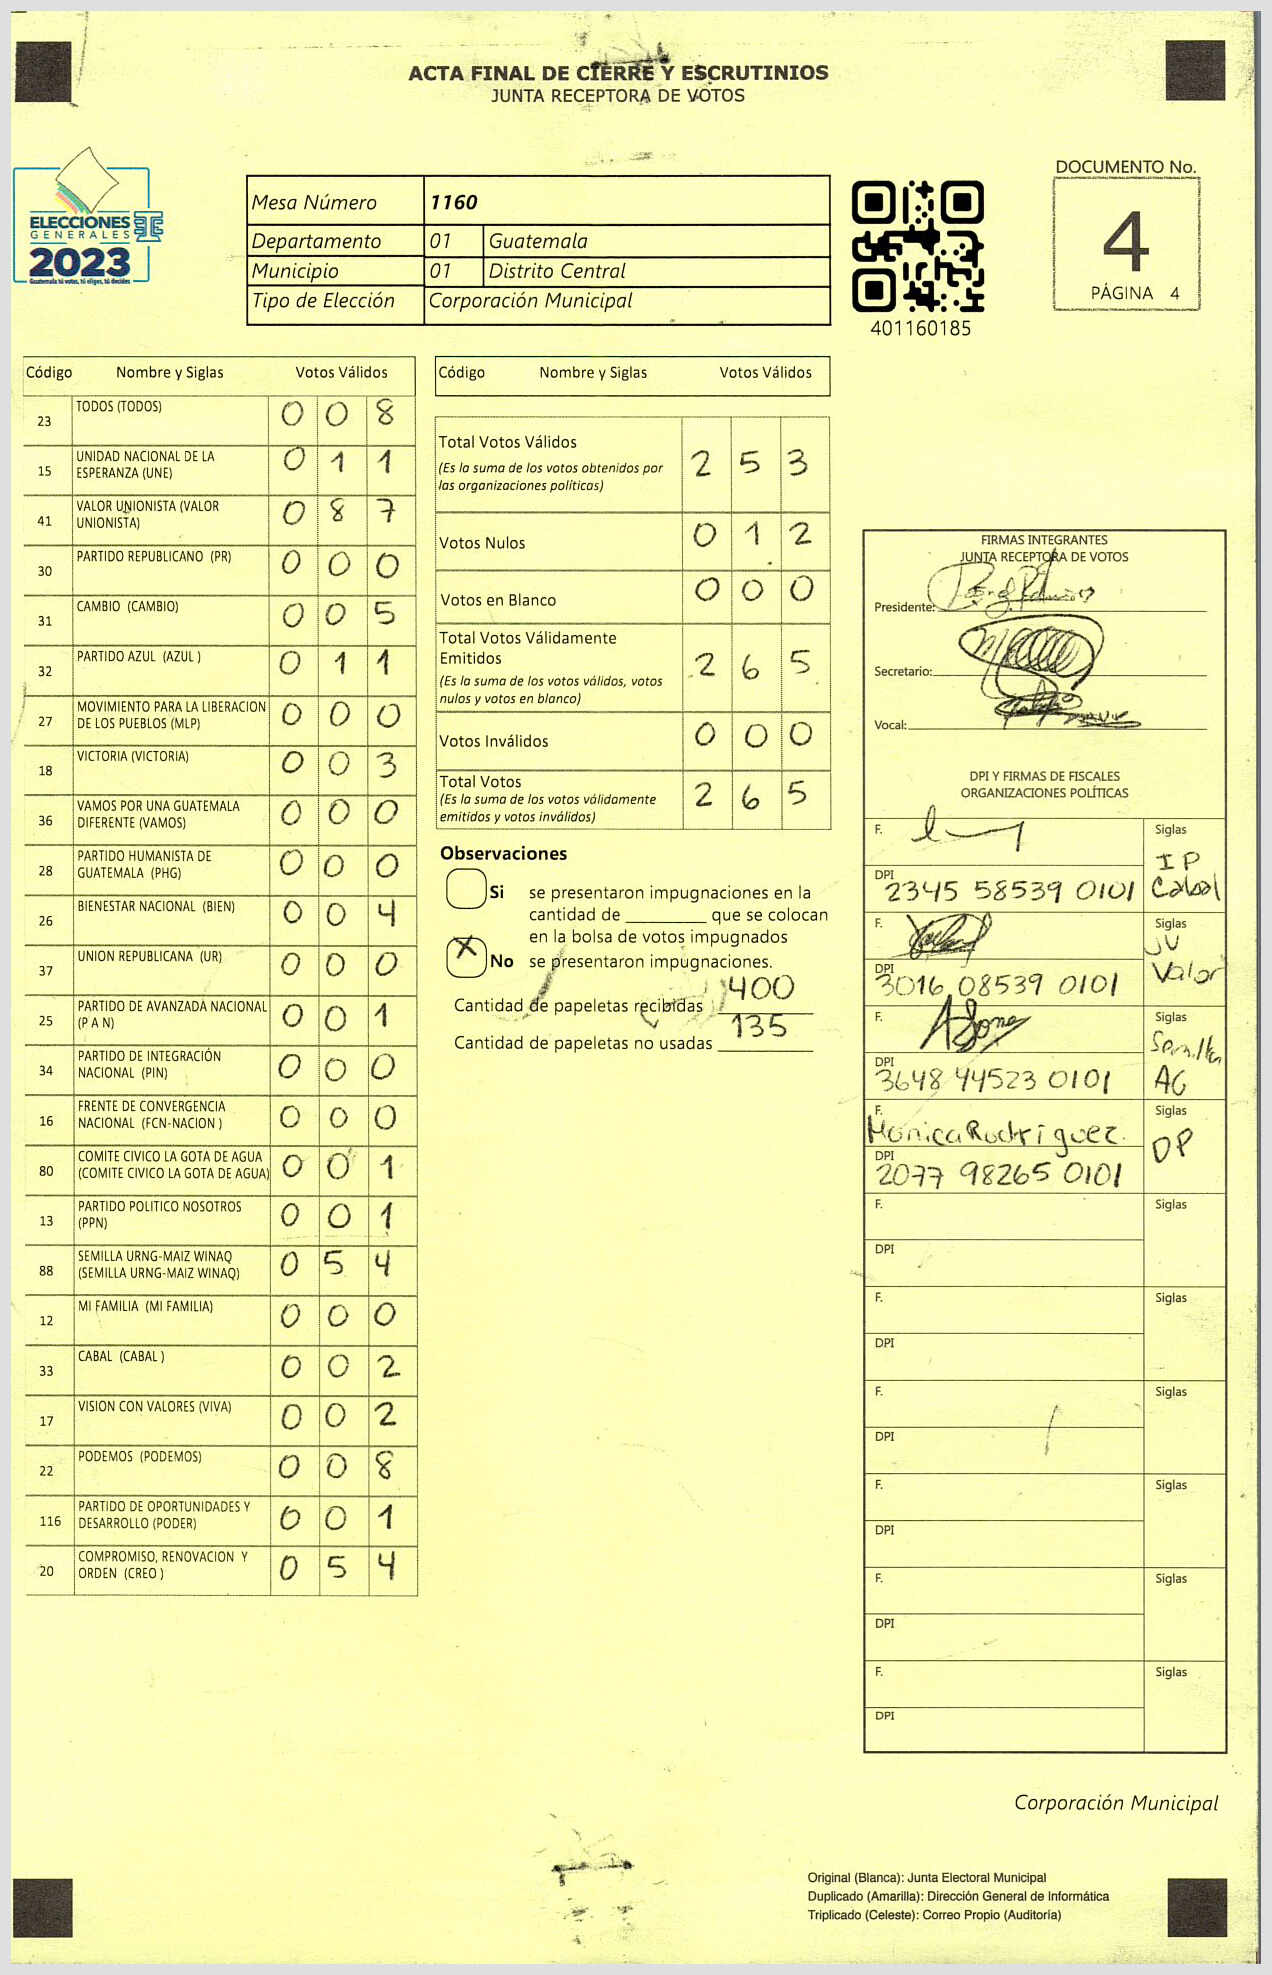 ACTA FINAL DE CIERRE Y ESCRUTINIOS
JUNTA RECEPTORA DE VOTOS
ELECCIONES
GENERALES
2023
Guatemala tú votas, tú eliges, tú decides
Mesa Número 1160
Departamento 01 Guatemala
Municipio 01 Distrito Central
Tipo de Elección Corporación Municipal
401160185
DOCUMENTO No.
4
PÁGINA 4
Código Nombre y Siglas Votos Válidos
23 TODOS (TODOS) 0 0 8
15 UNIDAD NACIONAL DE LA ESPERANZA (UNE) 0 1 1
41 VALOR UNIONISTA (VALOR UNIONISTA) 0 8 7
30 PARTIDO REPUBLICANO (PR) 0 0 0
31 CAMBIO (CAMBIO) 0 0 5
32 PARTIDO AZUL (AZUL ) 0 1 1
27 MOVIMIENTO PARA LA LIBERACION DE LOS PUEBLOS (MLP) 0 0 0
18 VICTORIA (VICTORIA) 0 0 3
36 VAMOS POR UNA GUATEMALA DIFERENTE (VAMOS) 0 0 0
28 PARTIDO HUMANISTA DE GUATEMALA (PHG) 0 0 0
26 BIENESTAR NACIONAL (BIEN) 0 0 4
37 UNION REPUBLICANA (UR) 0 0 0
25 PARTIDO DE AVANZADA NACIONAL (P A N) 0 0 1
34 PARTIDO DE INTEGRACIÓN NACIONAL (PIN) 0 0 0
16 FRENTE DE CONVERGENCIA NACIONAL (FCN-NACION ) 0 0 0
80 COMITE CIVICO LA GOTA DE AGUA (COMITE CIVICO LA GOTA DE AGUA) 0 0 1
13 PARTIDO POLITICO NOSOTROS (PPN) 0 0 1
88 SEMILLA URNG-MAIZ WINAQ (SEMILLA URNG-MAIZ WINAQ) 0 5 4
12 MI FAMILIA (MI FAMILIA) 0 0 0
33 CABAL (CABAL ) 0 0 2
17 VISION CON VALORES (VIVA) 0 0 2
22 PODEMOS (PODEMOS) 0 0 8
116 PARTIDO DE OPORTUNIDADES Y DESARROLLO (PODER) 0 0 1
20 COMPROMISO, RENOVACION Y ORDEN (CREO ) 0 5 4
Código Nombre y Siglas Votos Válidos
Total Votos Válidos 2 5 3
(Es la suma de los votos obtenidos por
las organizaciones políticas)
Votos Nulos 0 1 2
Votos en Blanco 0 0 0
Total Votos Válidamente
Emitidos 2 6 5
(Es la suma de los votos válidos, votos
nulos y votos en blanco)
Votos Inválidos 0 0 0
Total Votos 2 6 5
(Es la suma de los votos válidamente
emitidos y votos inválidos)
Observaciones
Si se presentaron impugnaciones en la
cantidad de ________ que se colocan
en la bolsa de votos impugnados
X No se presentaron impugnaciones.
Cantidad de papeletas recibidas 400
Cantidad de papeletas no usadas 135
FIRMAS INTEGRANTES
JUNTA RECEPTORA DE VOTOS
Presidente:
Secretario:
Vocal:
DPI Y FIRMAS DE FISCALES
ORGANIZACIONES POLÍTICAS
F. Siglas
IP
Cabal
DPI 2345 58539 0101
F. Siglas
JV
Valor
DPI 3016 08539 0101
F. Siglas
Semilla
AG
DPI 3648 44523 0101
F. Monica Rodriguez. Siglas
DP
DPI 2077 98265 0101
F. Siglas
DPI
F. Siglas
DPI
F. Siglas
DPI
F. Siglas
DPI
F. Siglas
DPI
F. Siglas
DPI
Corporación Municipal
Original (Blanca): Junta Electoral Municipal
Duplicado (Amarilla): Dirección General de Informática
Triplicado (Celeste): Correo Propio (Auditoría)